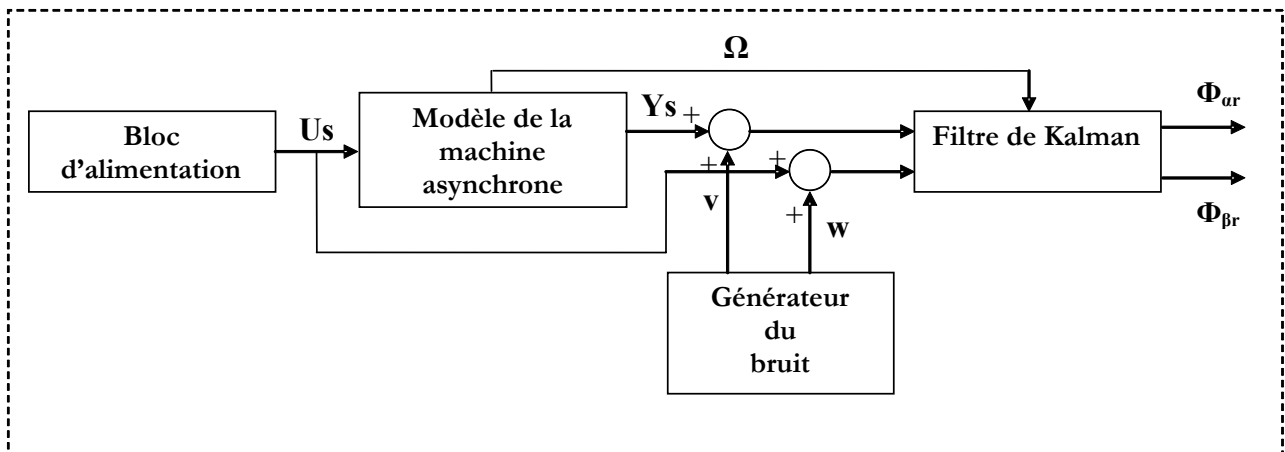 Ω
Bloc
d'alimentation
Us
Modèle de la
machine
asynchrone
Ys
+
+
+
v
+
w
Filtre de Kalman
Φαr
Φβr
Générateur
du
bruit